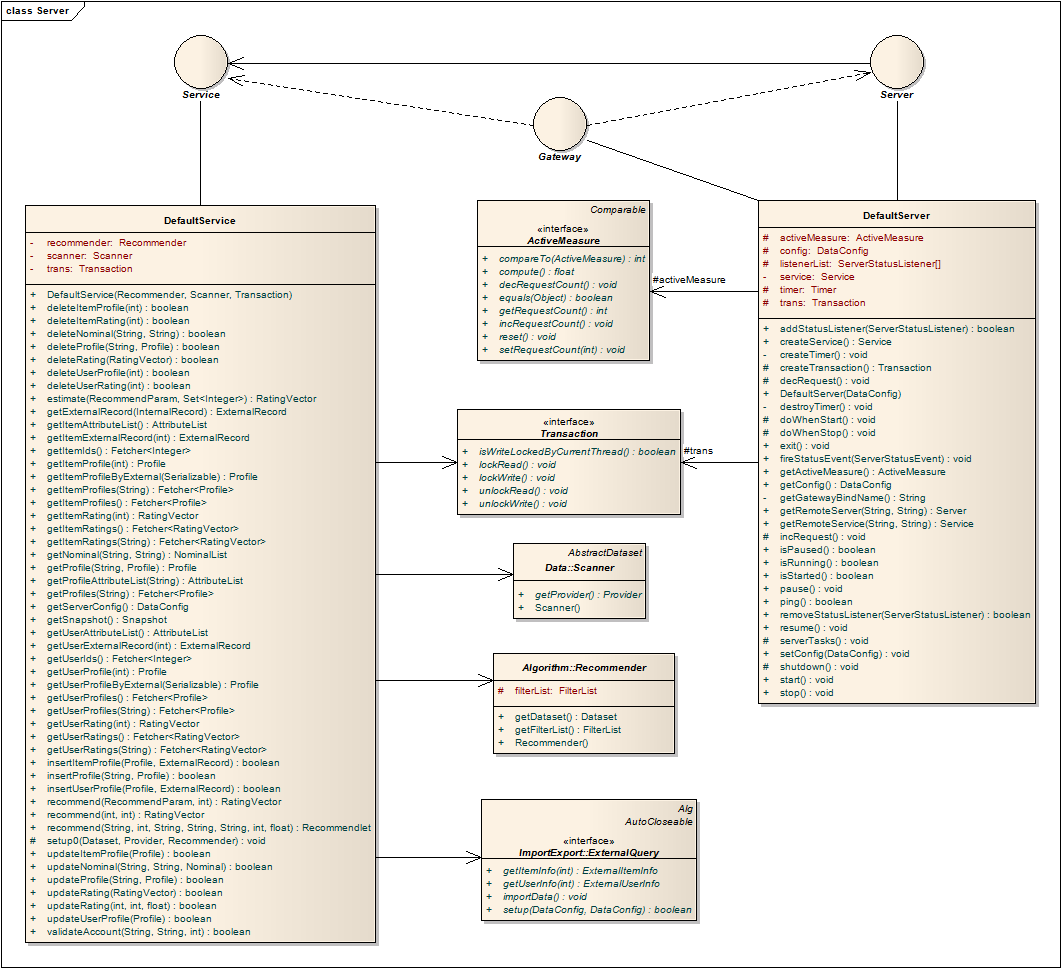 class Server
Service
Server
Gateway
DefaultService
- recommender: Recommender
- scanner: Scanner
- trans: Transaction
+ DefaultService(Recommender, Scanner, Transaction)
+ deleteItemProfile(int) : boolean
+ deleteItemRating(int) : boolean
+ deleteNominal(String, String) : boolean
+ deleteProfile(String, Profile) : boolean
+ deleteRating(RatingVector) : boolean
+ deleteUserProfile(int) : boolean
+ deleteUserRating(int) : boolean
+ estimate(RecommendParam, Set<Integer>) : RatingVector
+ getExternalRecord(InternalRecord) : ExternalRecord
+ getItemAttributeList() : AttributeList
+ getItemExternalRecord(int) : ExternalRecord
+ getItemIds() : Fetcher<Integer>
+ getItemProfile(int) : Profile
+ getItemProfileByExternal(Serializable) : Profile
+ getItemProfiles(String) : Fetcher<Profile>
+ getItemProfiles() : Fetcher<Profile>
+ getItemRating(int) : RatingVector
+ getItemRatings() : Fetcher<RatingVector>
+ getItemRatings(String) : Fetcher<RatingVector>
+ getNominal(String, String) : NominalList
+ getProfile(String, Profile) : Profile
+ getProfileAttributeList(String) : AttributeList
+ getProfiles(String) : Fetcher<Profile>
+ getServerConfig() : DataConfig
+ getSnapshot() : Snapshot
+ getUserAttributeList() : AttributeList
+ getUserExternalRecord(int) : ExternalRecord
+ getUserIds() : Fetcher<Integer>
+ getUserProfile(int) : Profile
+ getUserProfileByExternal(Serializable) : Profile
+ getUserProfiles() : Fetcher<Profile>
+ getUserProfiles(String) : Fetcher<Profile>
+ getUserRating(int) : RatingVector
+ getUserRatings() : Fetcher<RatingVector>
+ getUserRatings(String) : Fetcher<RatingVector>
+ insertItemProfile(Profile, ExternalRecord) : boolean
+ insertProfile(String, Profile) : boolean
+ insertUserProfile(Profile, ExternalRecord) : boolean
+ recommend(RecommendParam, int) : RatingVector
+ recommend(int, int) : RatingVector
+ recommend(String, int, String, String, String, int, float) : Recommendlet
# setup0(Dataset, Provider, Recommender) : void
+ updateItemProfile(Profile) : boolean
+ updateNominal(String, String, Nominal) : boolean
+ updateProfile(String, Profile) : boolean
+ updateRating(RatingVector) : boolean
+ updateRating(int, int, float) : boolean
+ updateUserProfile(Profile) : boolean
+ validateAccount(String, String, int) : boolean
Comparable
«interface»
ActiveMeasure
+ compareTo(ActiveMeasure) : int
+ compute() : float
+ decRequestCount() : void
+ equals(Object) : boolean
+ getRequestCount() : int
+ incRequestCount() : void
+ reset() : void
+ setRequestCount(int) : void
#activeMeasure
«interface»
Transaction
+ isWriteLockedByCurrentThread() : boolean
+ lockRead() : void
+ lockWrite() : void
+ unlockRead() : void
+ unlockWrite() : void
#trans
AbstractDataset
Data::Scanner
+ getProvider() : Provider
+ Scanner()
Algorithm::Recommender
# filterList: FilterList
+ getDataset() : Dataset
+ getFilterList() : FilterList
+ Recommender()
Alg
AutoCloseable
«interface»
ImportExport::ExternalQuery
+ getItemInfo(int) : ExternalItemInfo
+ getUserInfo(int) : ExternalUserInfo
+ importData() : void
+ setup(DataConfig, DataConfig) : boolean
DefaultServer
# activeMeasure: ActiveMeasure
# config: DataConfig
# listenerList: ServerStatusListener[]
- service: Service
# timer: Timer
# trans: Transaction
+ addStatusListener(ServerStatusListener) : boolean
+ createService() : Service
- createTimer() : void
# createTransaction() : Transaction
# decRequest() : void
+ DefaultServer(DataConfig)
- destroyTimer() : void
# doWhenStart() : void
# doWhenStop() : void
+ exit() : void
+ fireStatusEvent(ServerStatusEvent) : void
+ getActiveMeasure() : ActiveMeasure
+ getConfig() : DataConfig
- getGatewayBindName() : String
+ getRemoteServer(String, String) : Server
+ getRemoteService(String, String) : Service
# incRequest() : void
+ isPaused() : boolean
+ isRunning() : boolean
+ isStarted() : boolean
+ pause() : void
+ ping() : boolean
+ removeStatusListener(ServerStatusListener) : boolean
+ resume() : void
# serverTasks() : void
+ setConfig(DataConfig) : void
# shutdown() : void
+ start() : void
+ stop() : void